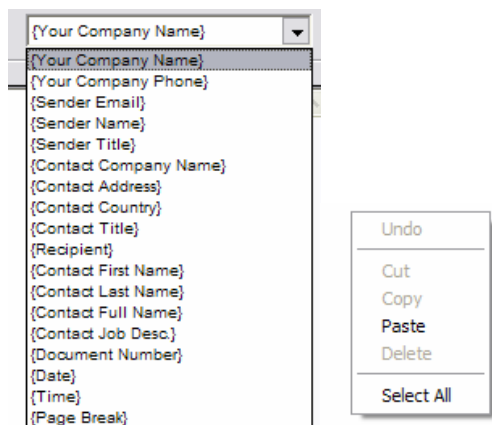 {Your Company Name}
{Your Company Name}
{Your Company Phone}
{Sender Email}
{Sender Name}
{Sender Title}
{Contact Company Name}
{Contact Address}
{Contact Country}
{Contact Title}
{Recipient}
{Contact First Name}
{Contact Last Name}
{Contact Full Name}
{Contact Job Desc.}
{Document Number}
{Date}
{Time}
{Page Break}
Undo
Cut
Copy
Paste
Delete
Select All